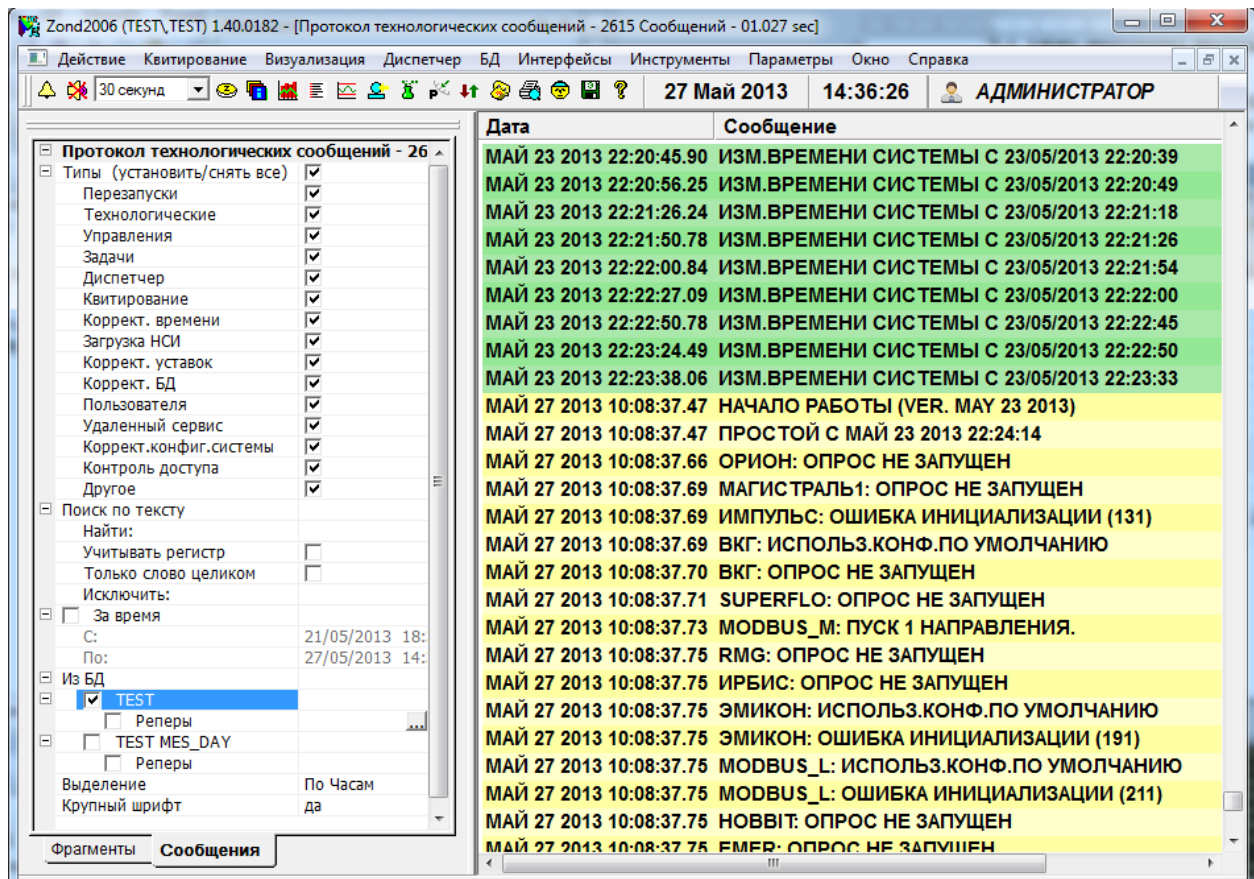 Zond2006 (TEST\,TEST) 1.40.0182 - [Протокол технологических сообщений - 2615 Сообщений - 01.027 sec]
Действие Квитирование Визуализация Диспетчер БД Интерфейсы Инструменты Параметры Окно Справка
30 секунд 27 Май 2013 14:36:26 АДМИНИСТРАТОР
Протокол технологических сообщений - 26
Типы (установить/снять все)
Перезапуски
Технологические
Управления
Задачи
Диспетчер
Квитирование
Коррект. времени
Загрузка НСИ
Коррект. уставок
Коррект. БД
Пользователя
Удаленный сервис
Коррект.конфиг.системы
Контроль доступа
Другое
Поиск по тексту
Найти:
Учитывать регистр
Только слово целиком
Исключить:
За время
С: 21/05/2013 18:
По: 27/05/2013 14:
Из БД
TEST
Реперы ...
TEST MES_DAY
Реперы
Выделение По Часам
Крупный шрифт да
Фрагменты Сообщения
Дата Сообщение
МАЙ 23 2013 22:20:45.90 ИЗМ.ВРЕМЕНИ СИСТЕМЫ С 23/05/2013 22:20:39
МАЙ 23 2013 22:20:56.25 ИЗМ.ВРЕМЕНИ СИСТЕМЫ С 23/05/2013 22:20:49
МАЙ 23 2013 22:21:26.24 ИЗМ.ВРЕМЕНИ СИСТЕМЫ С 23/05/2013 22:21:18
МАЙ 23 2013 22:21:50.78 ИЗМ.ВРЕМЕНИ СИСТЕМЫ С 23/05/2013 22:21:26
МАЙ 23 2013 22:22:00.84 ИЗМ.ВРЕМЕНИ СИСТЕМЫ С 23/05/2013 22:21:54
МАЙ 23 2013 22:22:27.09 ИЗМ.ВРЕМЕНИ СИСТЕМЫ С 23/05/2013 22:22:00
МАЙ 23 2013 22:22:50.78 ИЗМ.ВРЕМЕНИ СИСТЕМЫ С 23/05/2013 22:22:45
МАЙ 23 2013 22:23:24.49 ИЗМ.ВРЕМЕНИ СИСТЕМЫ С 23/05/2013 22:22:50
МАЙ 23 2013 22:23:38.06 ИЗМ.ВРЕМЕНИ СИСТЕМЫ С 23/05/2013 22:23:33
МАЙ 27 2013 10:08:37.47 НАЧАЛО РАБОТЫ (VER. MAY 23 2013)
МАЙ 27 2013 10:08:37.47 ПРОСТОЙ С МАЙ 23 2013 22:24:14
МАЙ 27 2013 10:08:37.66 ОРИОН: ОПРОС НЕ ЗАПУЩЕН
МАЙ 27 2013 10:08:37.69 МАГИСТРАЛЬ1: ОПРОС НЕ ЗАПУЩЕН
МАЙ 27 2013 10:08:37.69 ИМПУЛЬС: ОШИБКА ИНИЦИАЛИЗАЦИИ (131)
МАЙ 27 2013 10:08:37.69 ВКГ: ИСПОЛЬЗ.КОНФ.ПО УМОЛЧАНИЮ
МАЙ 27 2013 10:08:37.70 ВКГ: ОПРОС НЕ ЗАПУЩЕН
МАЙ 27 2013 10:08:37.71 SUPERFLO: ОПРОС НЕ ЗАПУЩЕН
МАЙ 27 2013 10:08:37.73 MODBUS_M: ПУСК 1 НАПРАВЛЕНИЯ.
МАЙ 27 2013 10:08:37.75 RMG: ОПРОС НЕ ЗАПУЩЕН
МАЙ 27 2013 10:08:37.75 ИРБИС: ОПРОС НЕ ЗАПУЩЕН
МАЙ 27 2013 10:08:37.75 ЭМИКОН: ИСПОЛЬЗ.КОНФ.ПО УМОЛЧАНИЮ
МАЙ 27 2013 10:08:37.75 ЭМИКОН: ОШИБКА ИНИЦИАЛИЗАЦИИ (191)
МАЙ 27 2013 10:08:37.75 MODBUS_L: ИСПОЛЬЗ.КОНФ.ПО УМОЛЧАНИЮ
МАЙ 27 2013 10:08:37.75 MODBUS_L: ОШИБКА ИНИЦИАЛИЗАЦИИ (211)
МАЙ 27 2013 10:08:37.75 HOBBIT: ОПРОС НЕ ЗАПУЩЕН
МАЙ 27 2013 10:08:37.75 EMER: ОПРОС НЕ ЗАПУЩЕН